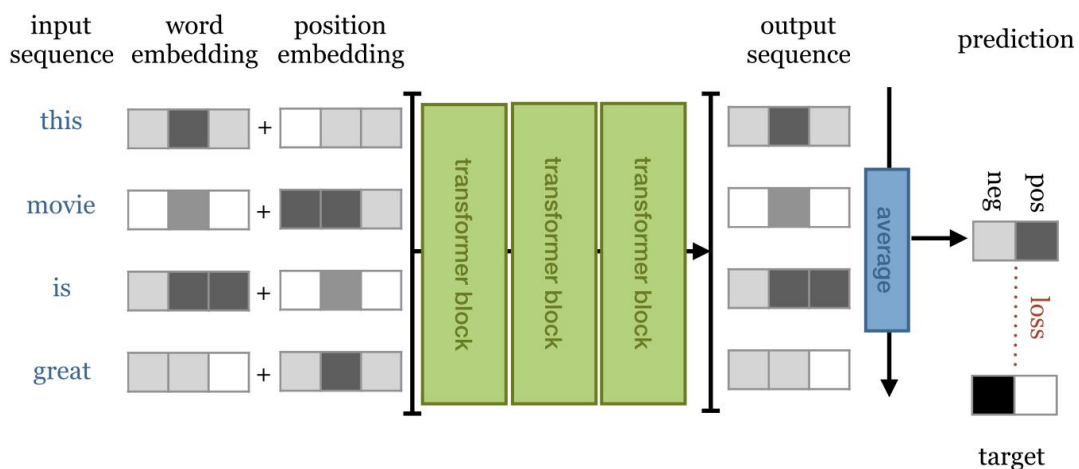 input
sequence
word
embedding
position
embedding
output
sequence
prediction
this
+
movie
+
is
+
great
+
transformer block
transformer block
transformer block
average
neg
pos
loss
target